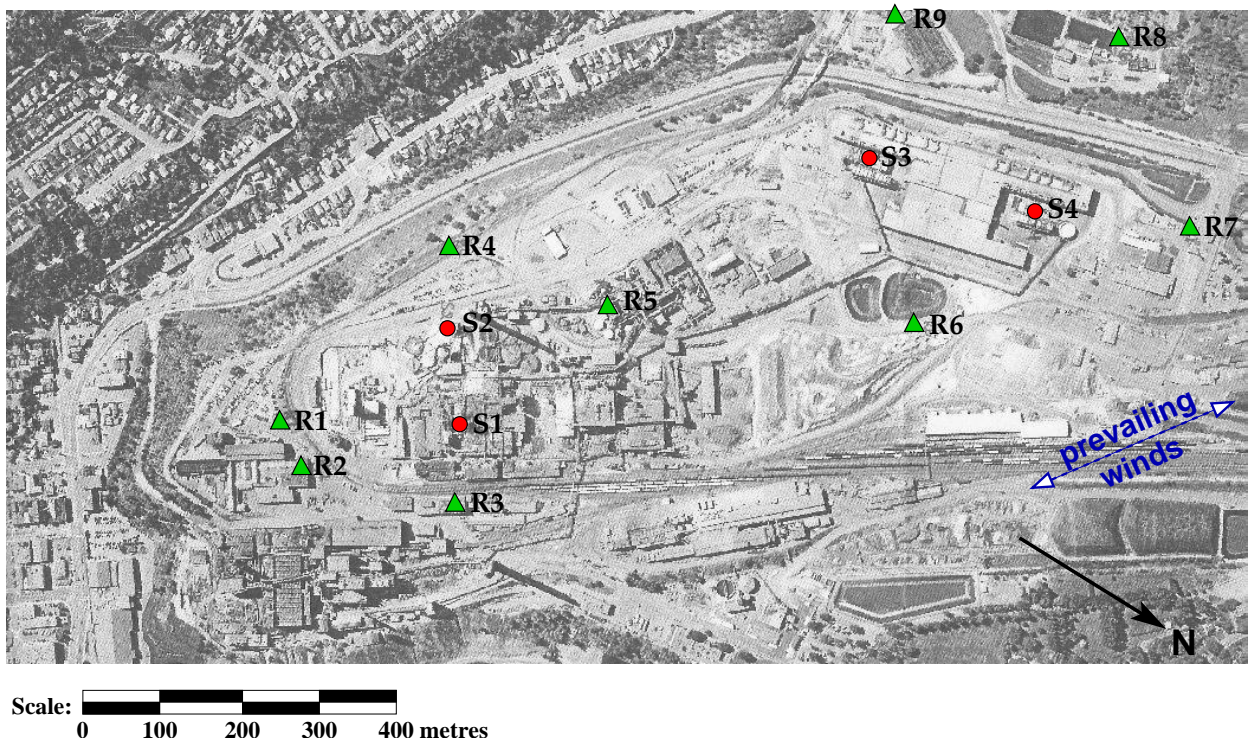 R9
R8
S3
S4
R7
R4
R5
R6
S2
R1
S1
prevailing
winds
R2
R3
N
Scale:
0 100 200 300 400 metres